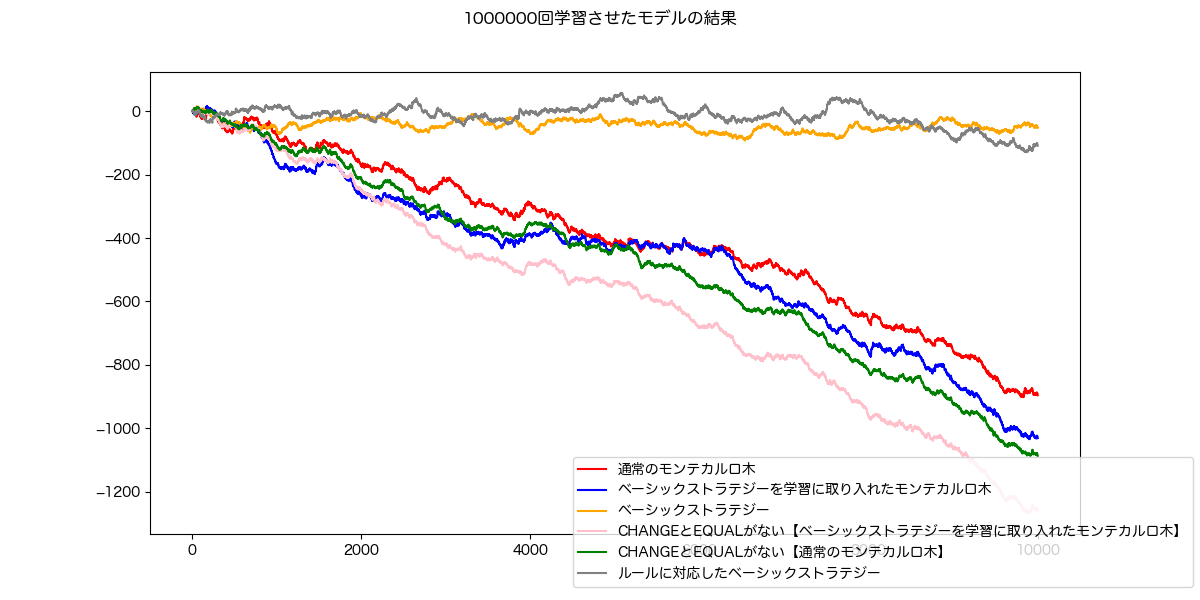 1000000回学習させたモデルの結果
0
−200
−400
−600
−800
−1000
−1200
0
2000
4000
6000
8000
10000
通常のモンテカルロ木
ベーシックストラテジーを学習に取り入れたモンテカルロ木
ベーシックストラテジー
CHANGEとEQUALがない【ベーシックストラテジーを学習に取り入れたモンテカルロ木】
CHANGEとEQUALがない【通常のモンテカルロ木】
ルールに対応したベーシックストラテジー